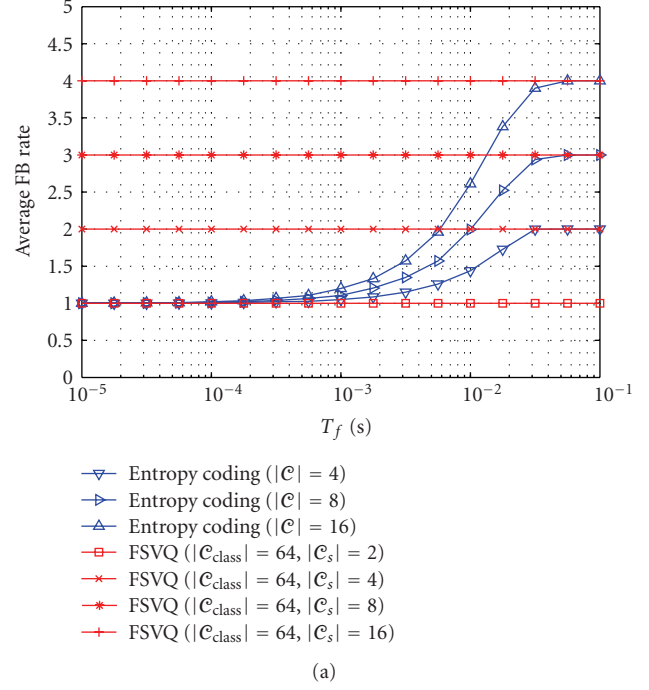 5
4.5
4
3.5
3
2.5
2
1.5
1
0.5
0
Average FB rate
10⁻⁵ 10⁻⁴ 10⁻³ 10⁻² 10⁻¹
T_f (s)
Entropy coding (|𝒞| = 4)
Entropy coding (|𝒞| = 8)
Entropy coding (|𝒞| = 16)
FSVQ (|𝒞_class| = 64, |𝒞_s| = 2)
FSVQ (|𝒞_class| = 64, |𝒞_s| = 4)
FSVQ (|𝒞_class| = 64, |𝒞_s| = 8)
FSVQ (|𝒞_class| = 64, |𝒞_s| = 16)
(a)